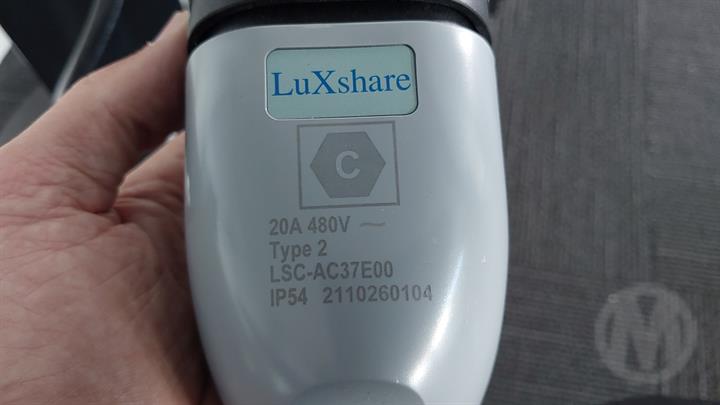 LuXshare
C
20A 480V ~
Type 2
LSC-AC37E00
IP54 2110260104
M